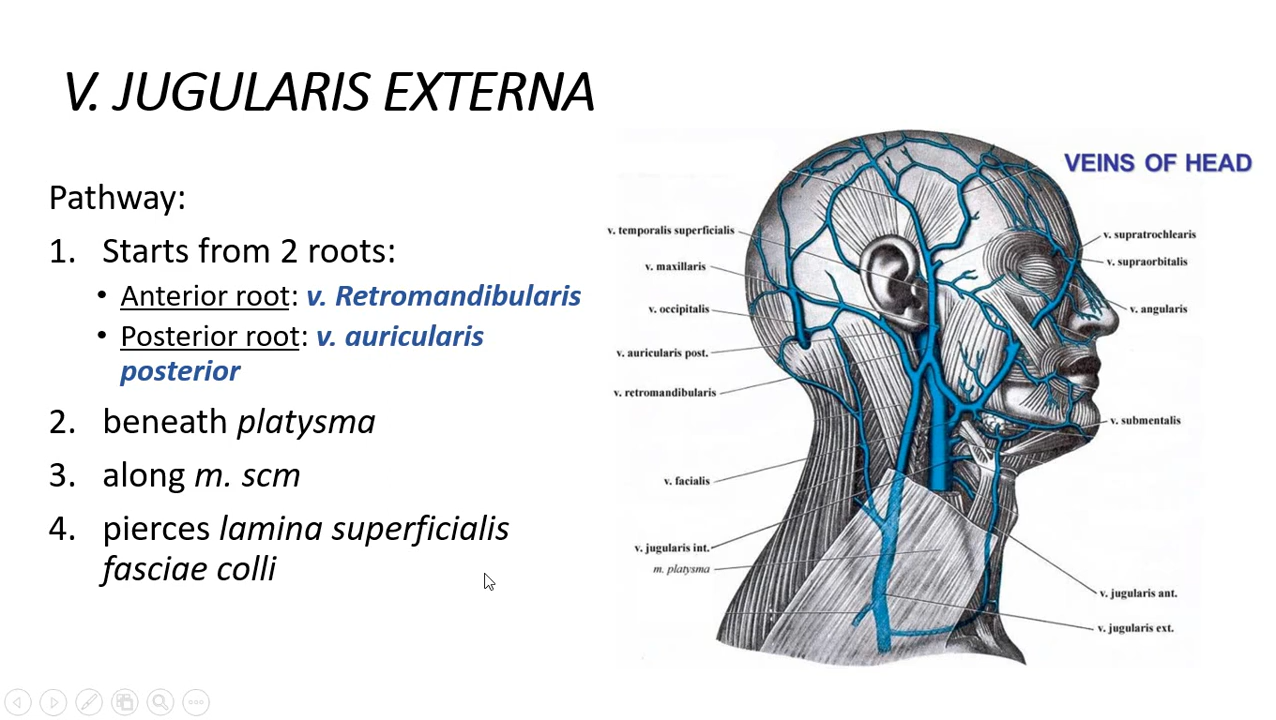 V. JUGULARIS EXTERNA
VEINS OF HEAD
Pathway:
1. Starts from 2 roots:
• Anterior root: v. Retromandibularis
• Posterior root: v. auricularis
posterior
2. beneath platysma
3. along m. scm
4. pierces lamina superficialis
fasciae colli
v. temporalis superficialis
v. maxillaris
v. occipitalis
v. auricularis post.
v. retromandibularis
v. facialis
v. jugularis int.
m. platysma
v. supratrochlearis
v. supraorbitalis
v. angularis
v. submentalis
v. jugularis ant.
v. jugularis ext.